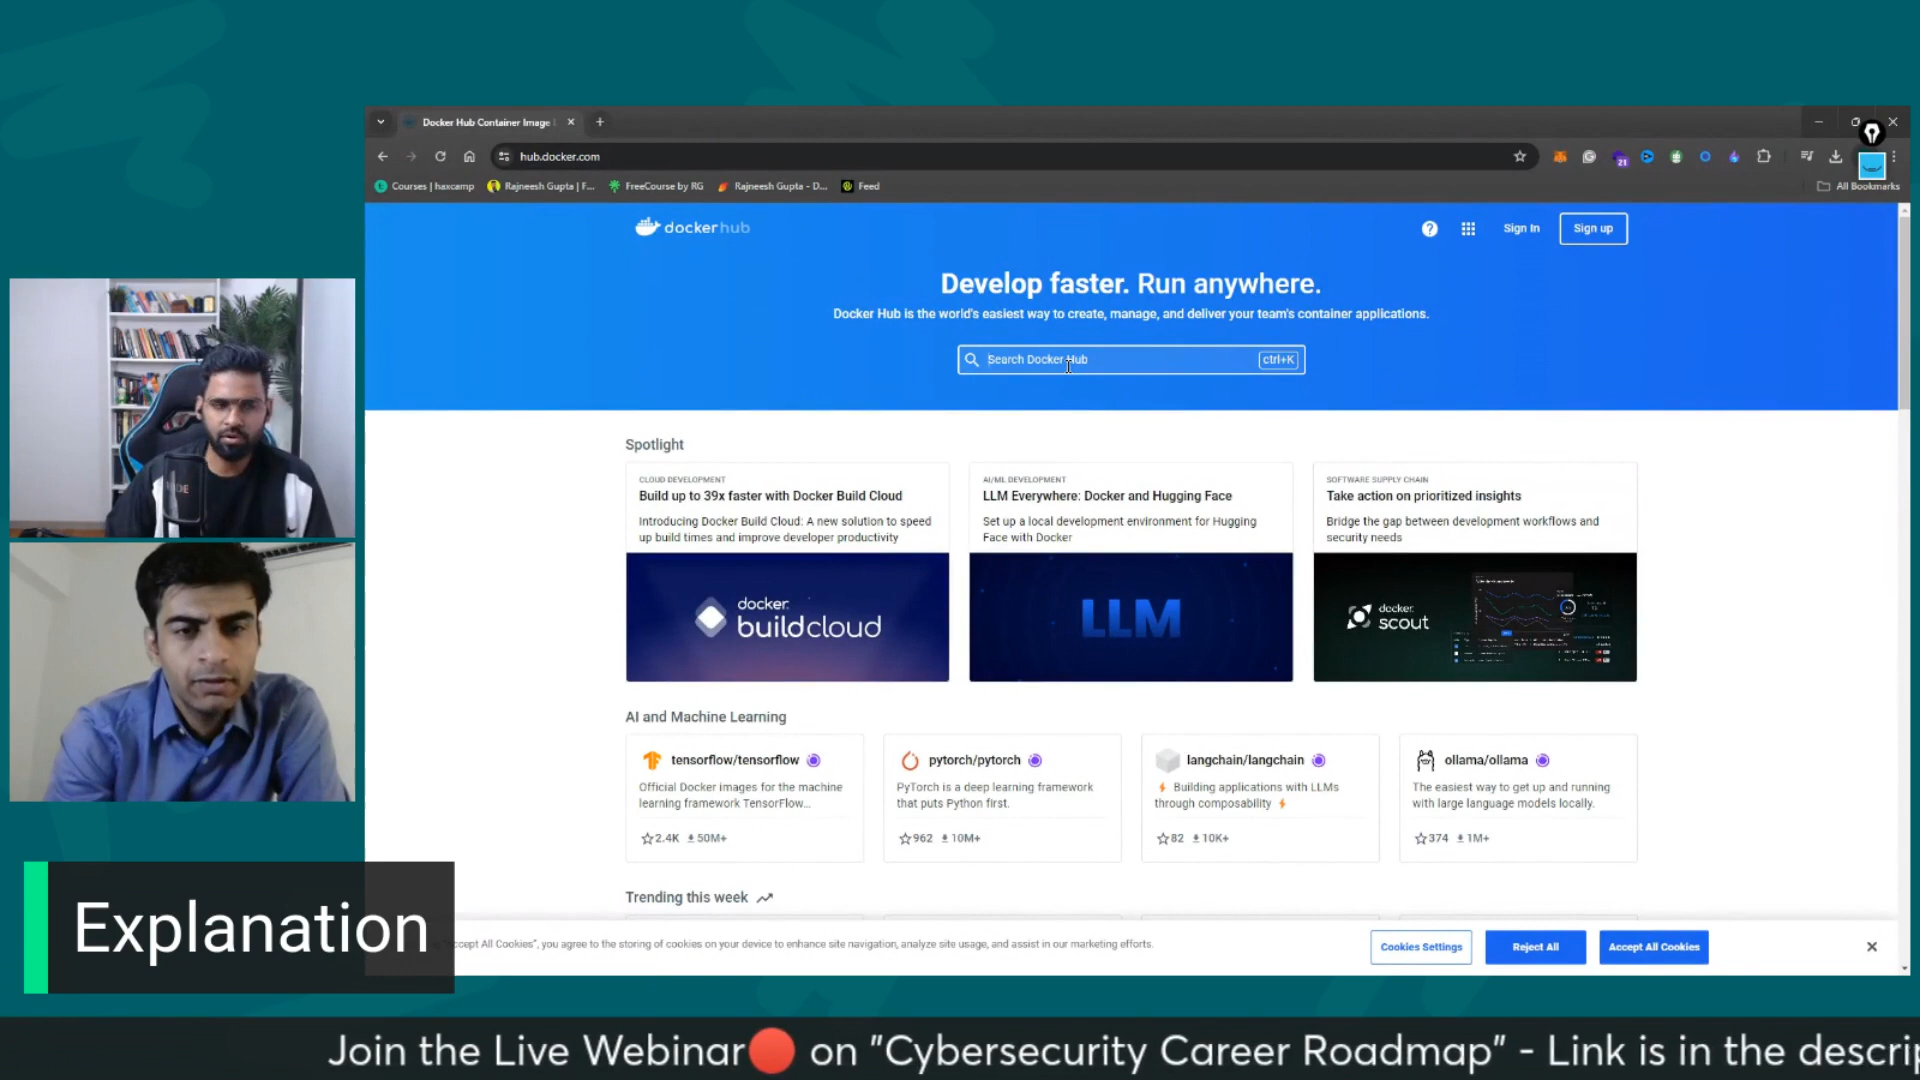 Docker Hub Container Image
hub.docker.com
21
Courses | haxcamp
Rajneesh Gupta | F...
FreeCourse by RG
Rajneesh Gupta - D...
Feed
All Bookmarks
docker hub
Sign In
Sign up
Develop faster. Run anywhere.
Docker Hub is the world's easiest way to create, manage, and deliver your team's container applications.
Search Docker Hub
ctrl+K
Spotlight
CLOUD DEVELOPMENT
Build up to 39x faster with Docker Build Cloud
Introducing Docker Build Cloud: A new solution to speed
up build times and improve developer productivity
docker.
buildcloud
AI/ML DEVELOPMENT
LLM Everywhere: Docker and Hugging Face
Set up a local development environment for Hugging
Face with Docker
LLM
SOFTWARE SUPPLY CHAIN
Take action on prioritized insights
Bridge the gap between development workflows and
security needs
docker
scout
AI and Machine Learning
tensorflow/tensorflow
Official Docker images for the machine
learning framework TensorFlow...
2.4K
50M+
pytorch/pytorch
PyTorch is a deep learning framework
that puts Python first.
962
10M+
langchain/langchain
Building applications with LLMs
through composability
82
10K+
ollama/ollama
The easiest way to get up and running
with large language models locally.
374
1M+
Trending this week
Accept All Cookies", you agree to the storing of cookies on your device to enhance site navigation, analyze site usage, and assist in our marketing efforts.
Cookies Settings
Reject All
Accept All Cookies
Explanation
Join the Live Webinar🔴 on "Cybersecurity Career Roadmap" - Link is in the descrip